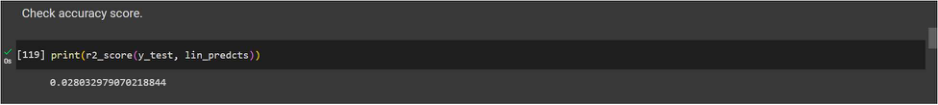 Check accuracy score.
[119] print(r2_score(y_test, lin_predcts))
0s
0.028032979070218844